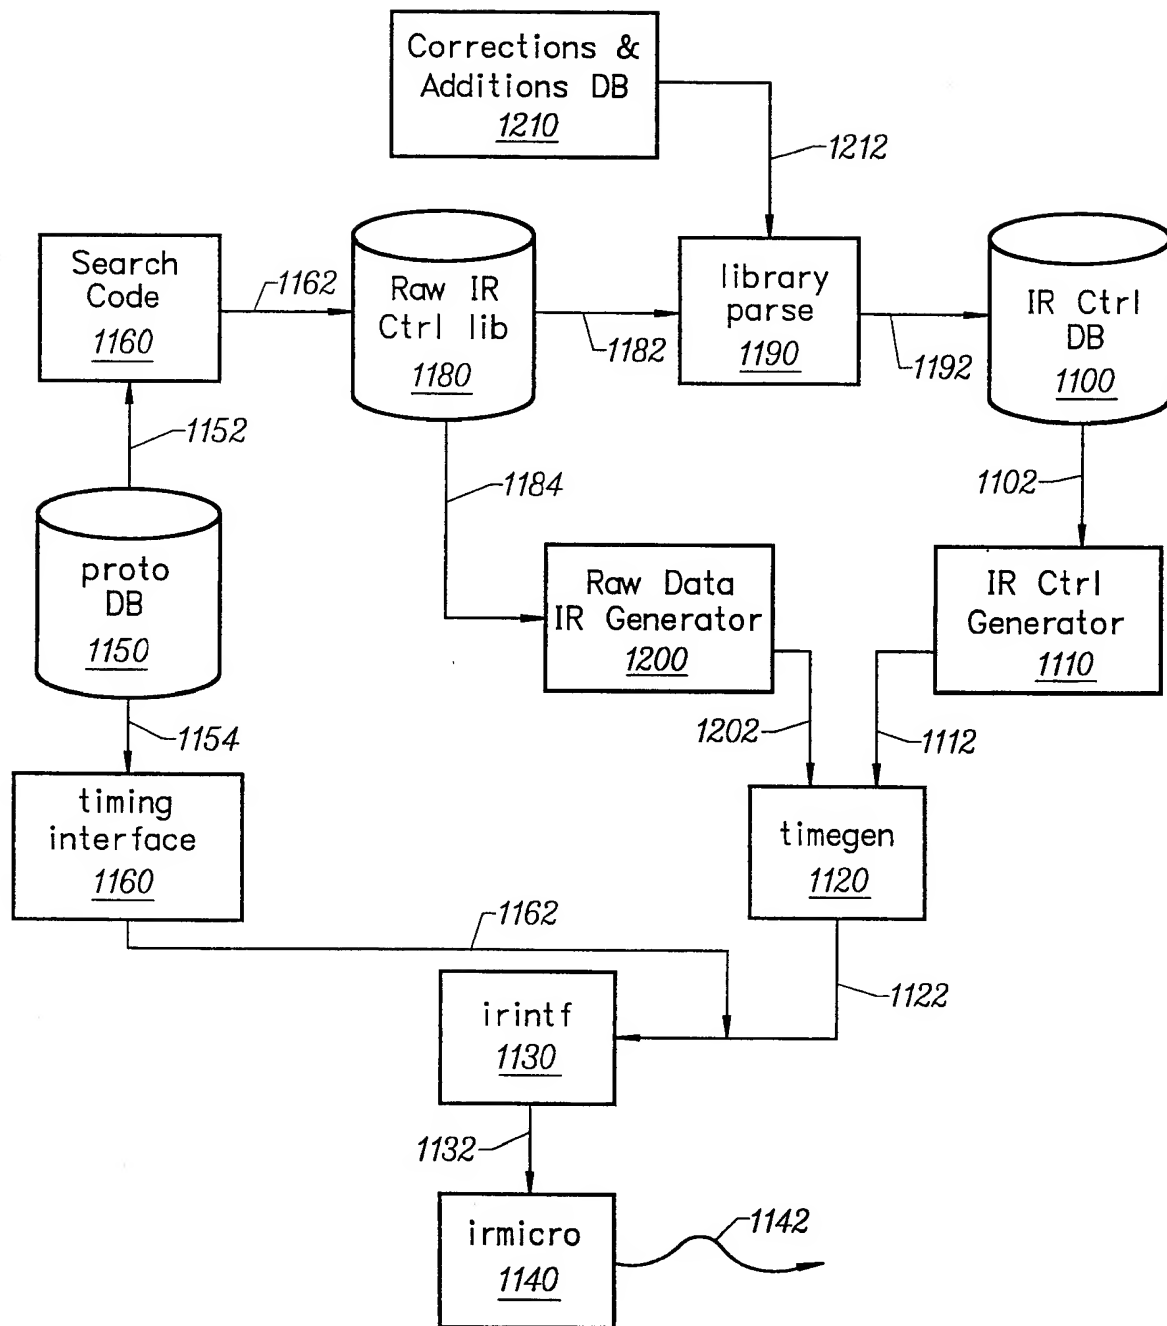 Corrections &
Additions DB
1210
1212
Search
Code
1160
1162
Raw IR
Ctrl lib
1180
1182
library
parse
1190
1192
IR Ctrl
DB
1100
1152
1184
1102
proto
DB
1150
Raw Data
IR Generator
1200
IR Ctrl
Generator
1110
1154
1202
1112
timing
interface
1160
timegen
1120
1162
1122
irintf
1130
1132
irmicro
1140
1142